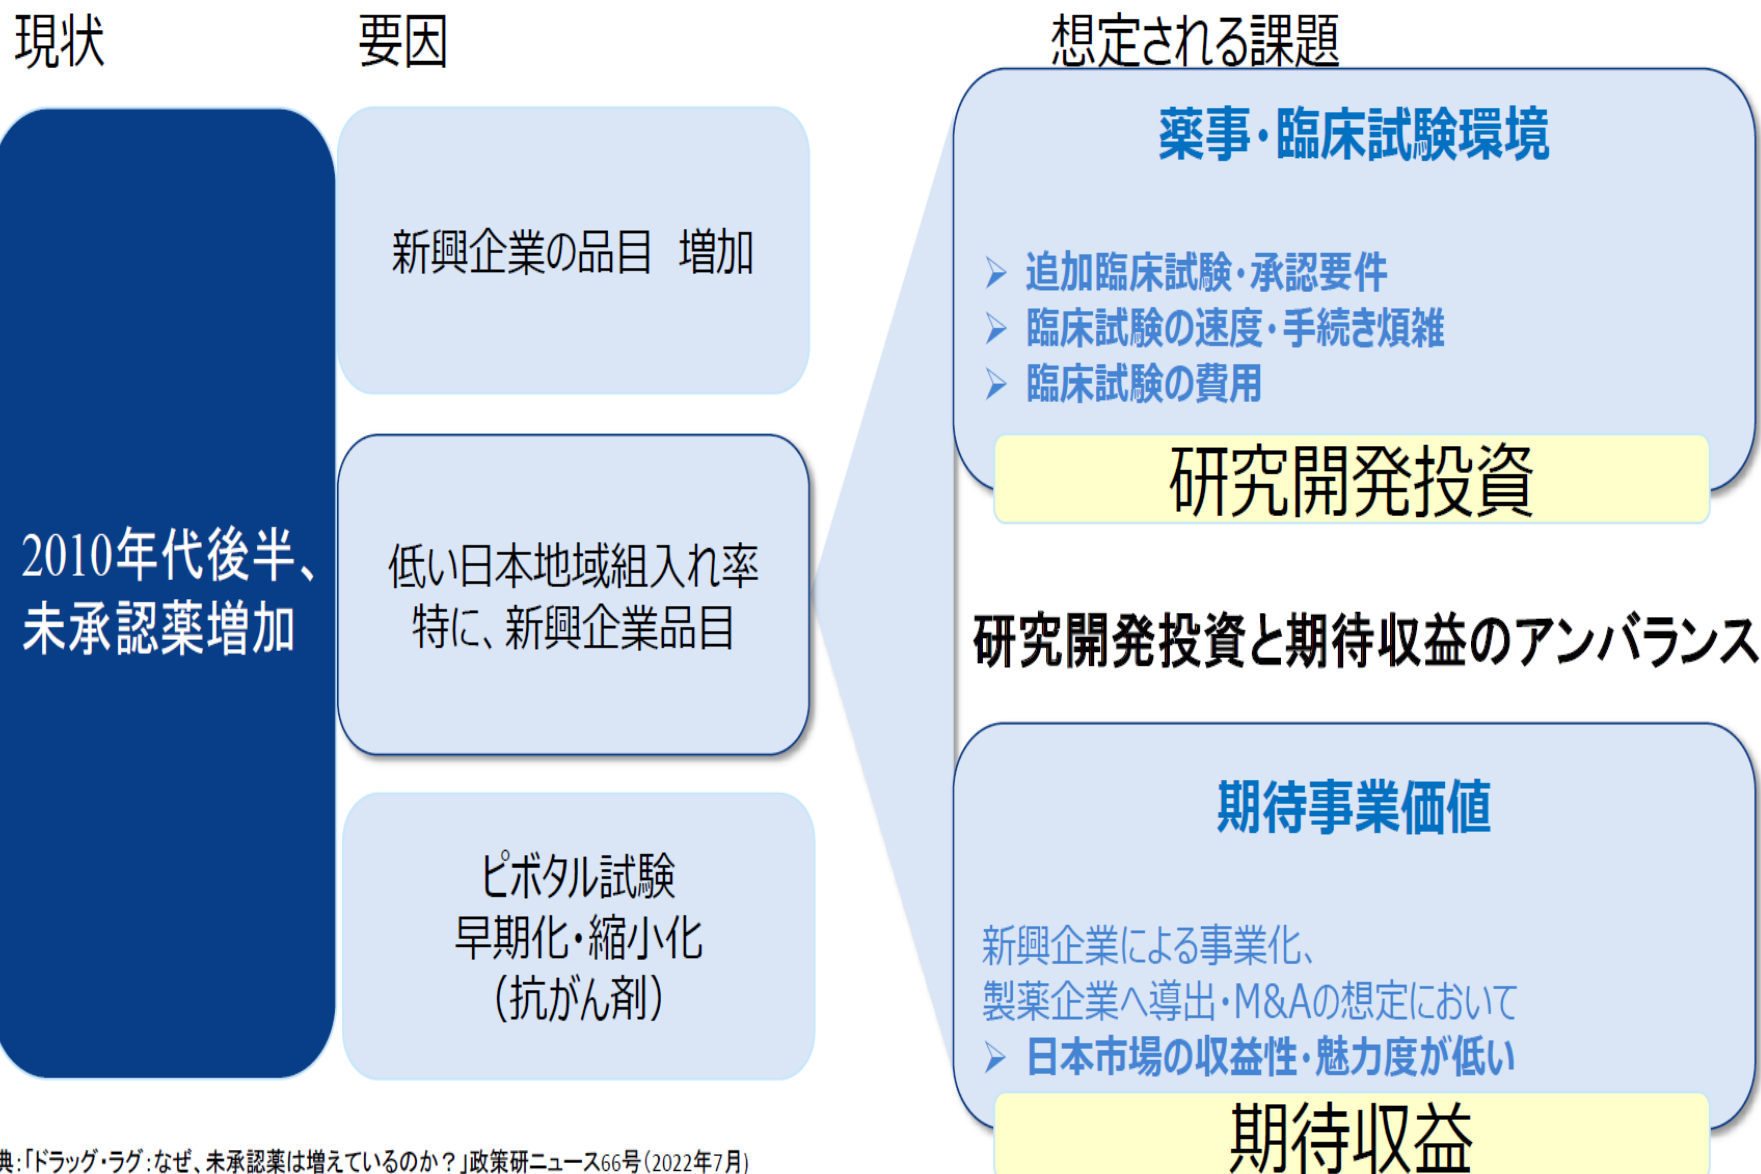 現状
要因
想定される課題
2010年代後半、
未承認薬増加
新興企業の品目　増加
低い日本地域組入れ率
特に、新興企業品目
ピボタル試験
早期化・縮小化
（抗がん剤）
薬事・臨床試験環境
➢ 追加臨床試験・承認要件
➢ 臨床試験の速度・手続き煩雑
➢ 臨床試験の費用
研究開発投資
研究開発投資と期待収益のアンバランス
期待事業価値
新興企業による事業化、
製薬企業へ導出・M&Aの想定において
➢ 日本市場の収益性・魅力度が低い
期待収益
典：「ドラッグ・ラグ：なぜ、未承認薬は増えているのか？」政策研ニュース66号（2022年7月)